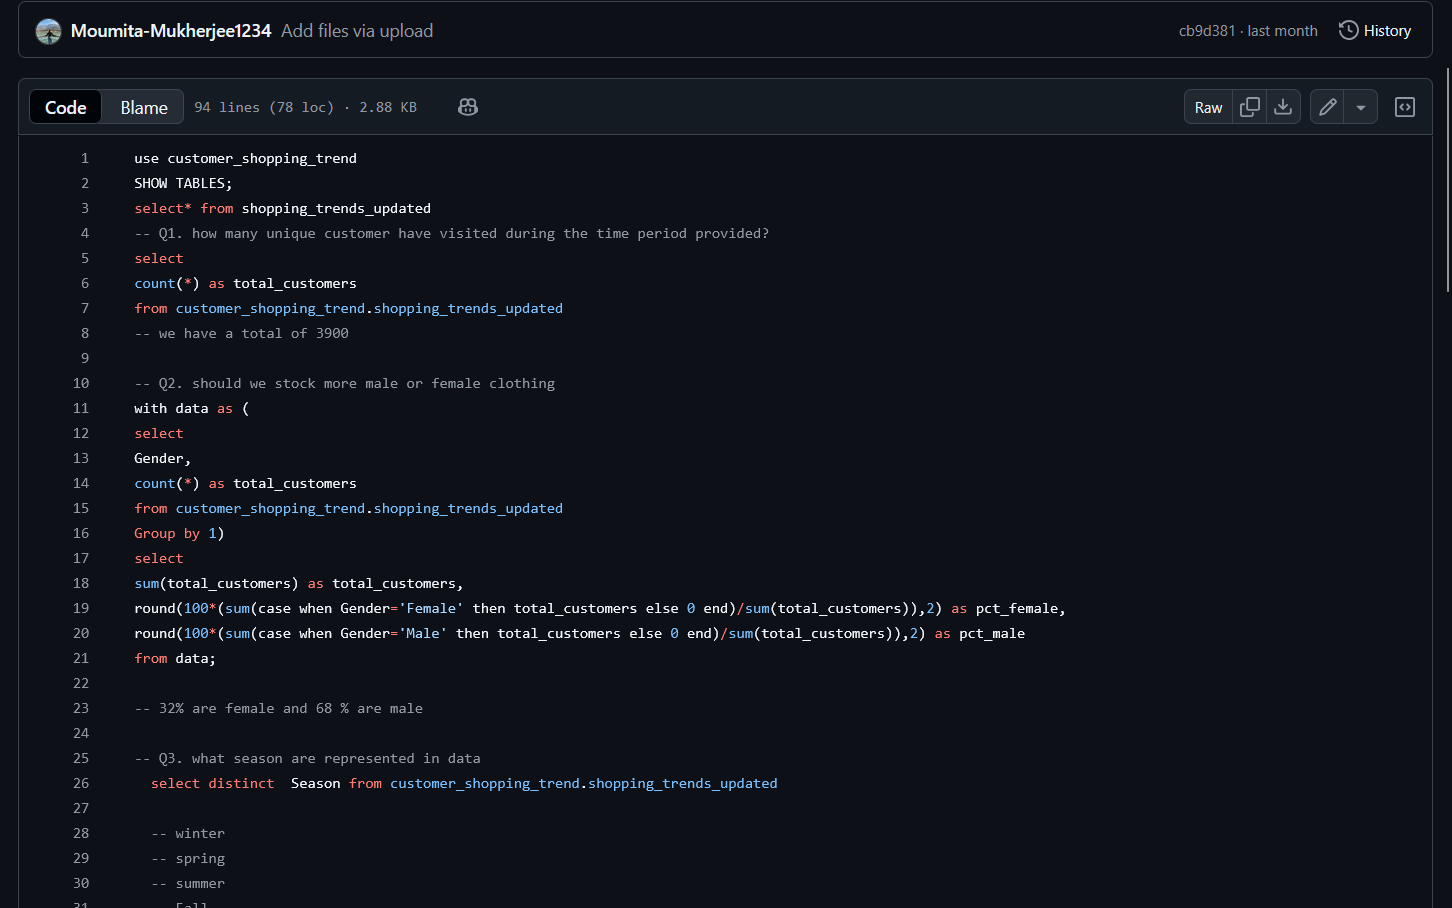 Moumita-Mukherjee1234 Add files via upload cb9d381 · last month History
Code Blame 94 lines (78 loc) · 2.88 KB Raw
1 use customer_shopping_trend
2 SHOW TABLES;
3 select* from shopping_trends_updated
4 -- Q1. how many unique customer have visited during the time period provided?
5 select
6 count(*) as total_customers
7 from customer_shopping_trend.shopping_trends_updated
8 -- we have a total of 3900
9
10 -- Q2. should we stock more male or female clothing
11 with data as (
12 select
13 Gender,
14 count(*) as total_customers
15 from customer_shopping_trend.shopping_trends_updated
16 Group by 1)
17 select
18 sum(total_customers) as total_customers,
19 round(100*(sum(case when Gender='Female' then total_customers else 0 end)/sum(total_customers)),2) as pct_female,
20 round(100*(sum(case when Gender='Male' then total_customers else 0 end)/sum(total_customers)),2) as pct_male
21 from data;
22
23 -- 32% are female and 68 % are male
24
25 -- Q3. what season are represented in data
26 select distinct  Season from customer_shopping_trend.shopping_trends_updated
27
28 -- winter
29 -- spring
30 -- summer